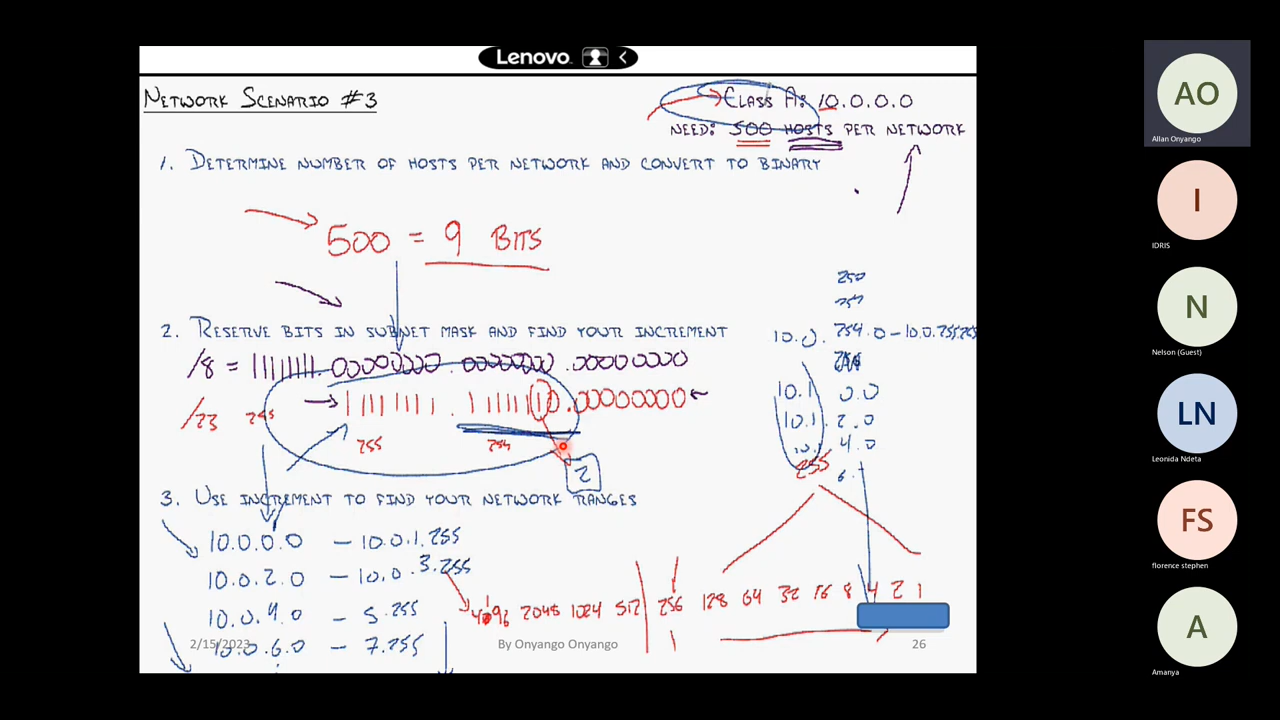 Lenovo
NETWORK SCENARIO #3
CLASS A: 10.0.0.0
NEED: 500 HOSTS PER NETWORK
1. DETERMINE NUMBER OF HOSTS PER NETWORK AND CONVERT TO BINARY
500 = 9 BITS
2. RESERVE BITS IN SUBNET MASK AND FIND YOUR INCREMENT
/8 = 11111111.00000000.00000000.00000000
/23 11111111.11111110.00000000
255
255
254
2
3. USE INCREMENT TO FIND YOUR NETWORK RANGES
10.0.0.0 - 10.0.1.255
10.0.2.0 - 10.0.3.255
10.0.4.0 - 5.255
10.0.6.0 - 7.255
250
10.0.254.0 - 10.0.255.255
10.1 0.0
10.1. 2.0
10. 4.0
255
6.
4096 2048 1024 512 256 128 64 32 16 8 4 2 1
2/15/2023
By Onyango Onyango
26
AO
Allan Onyango
I
IDRIS
N
Nelson (Guest)
LN
Leonida Ndeta
FS
florence stephen
A
Amanya